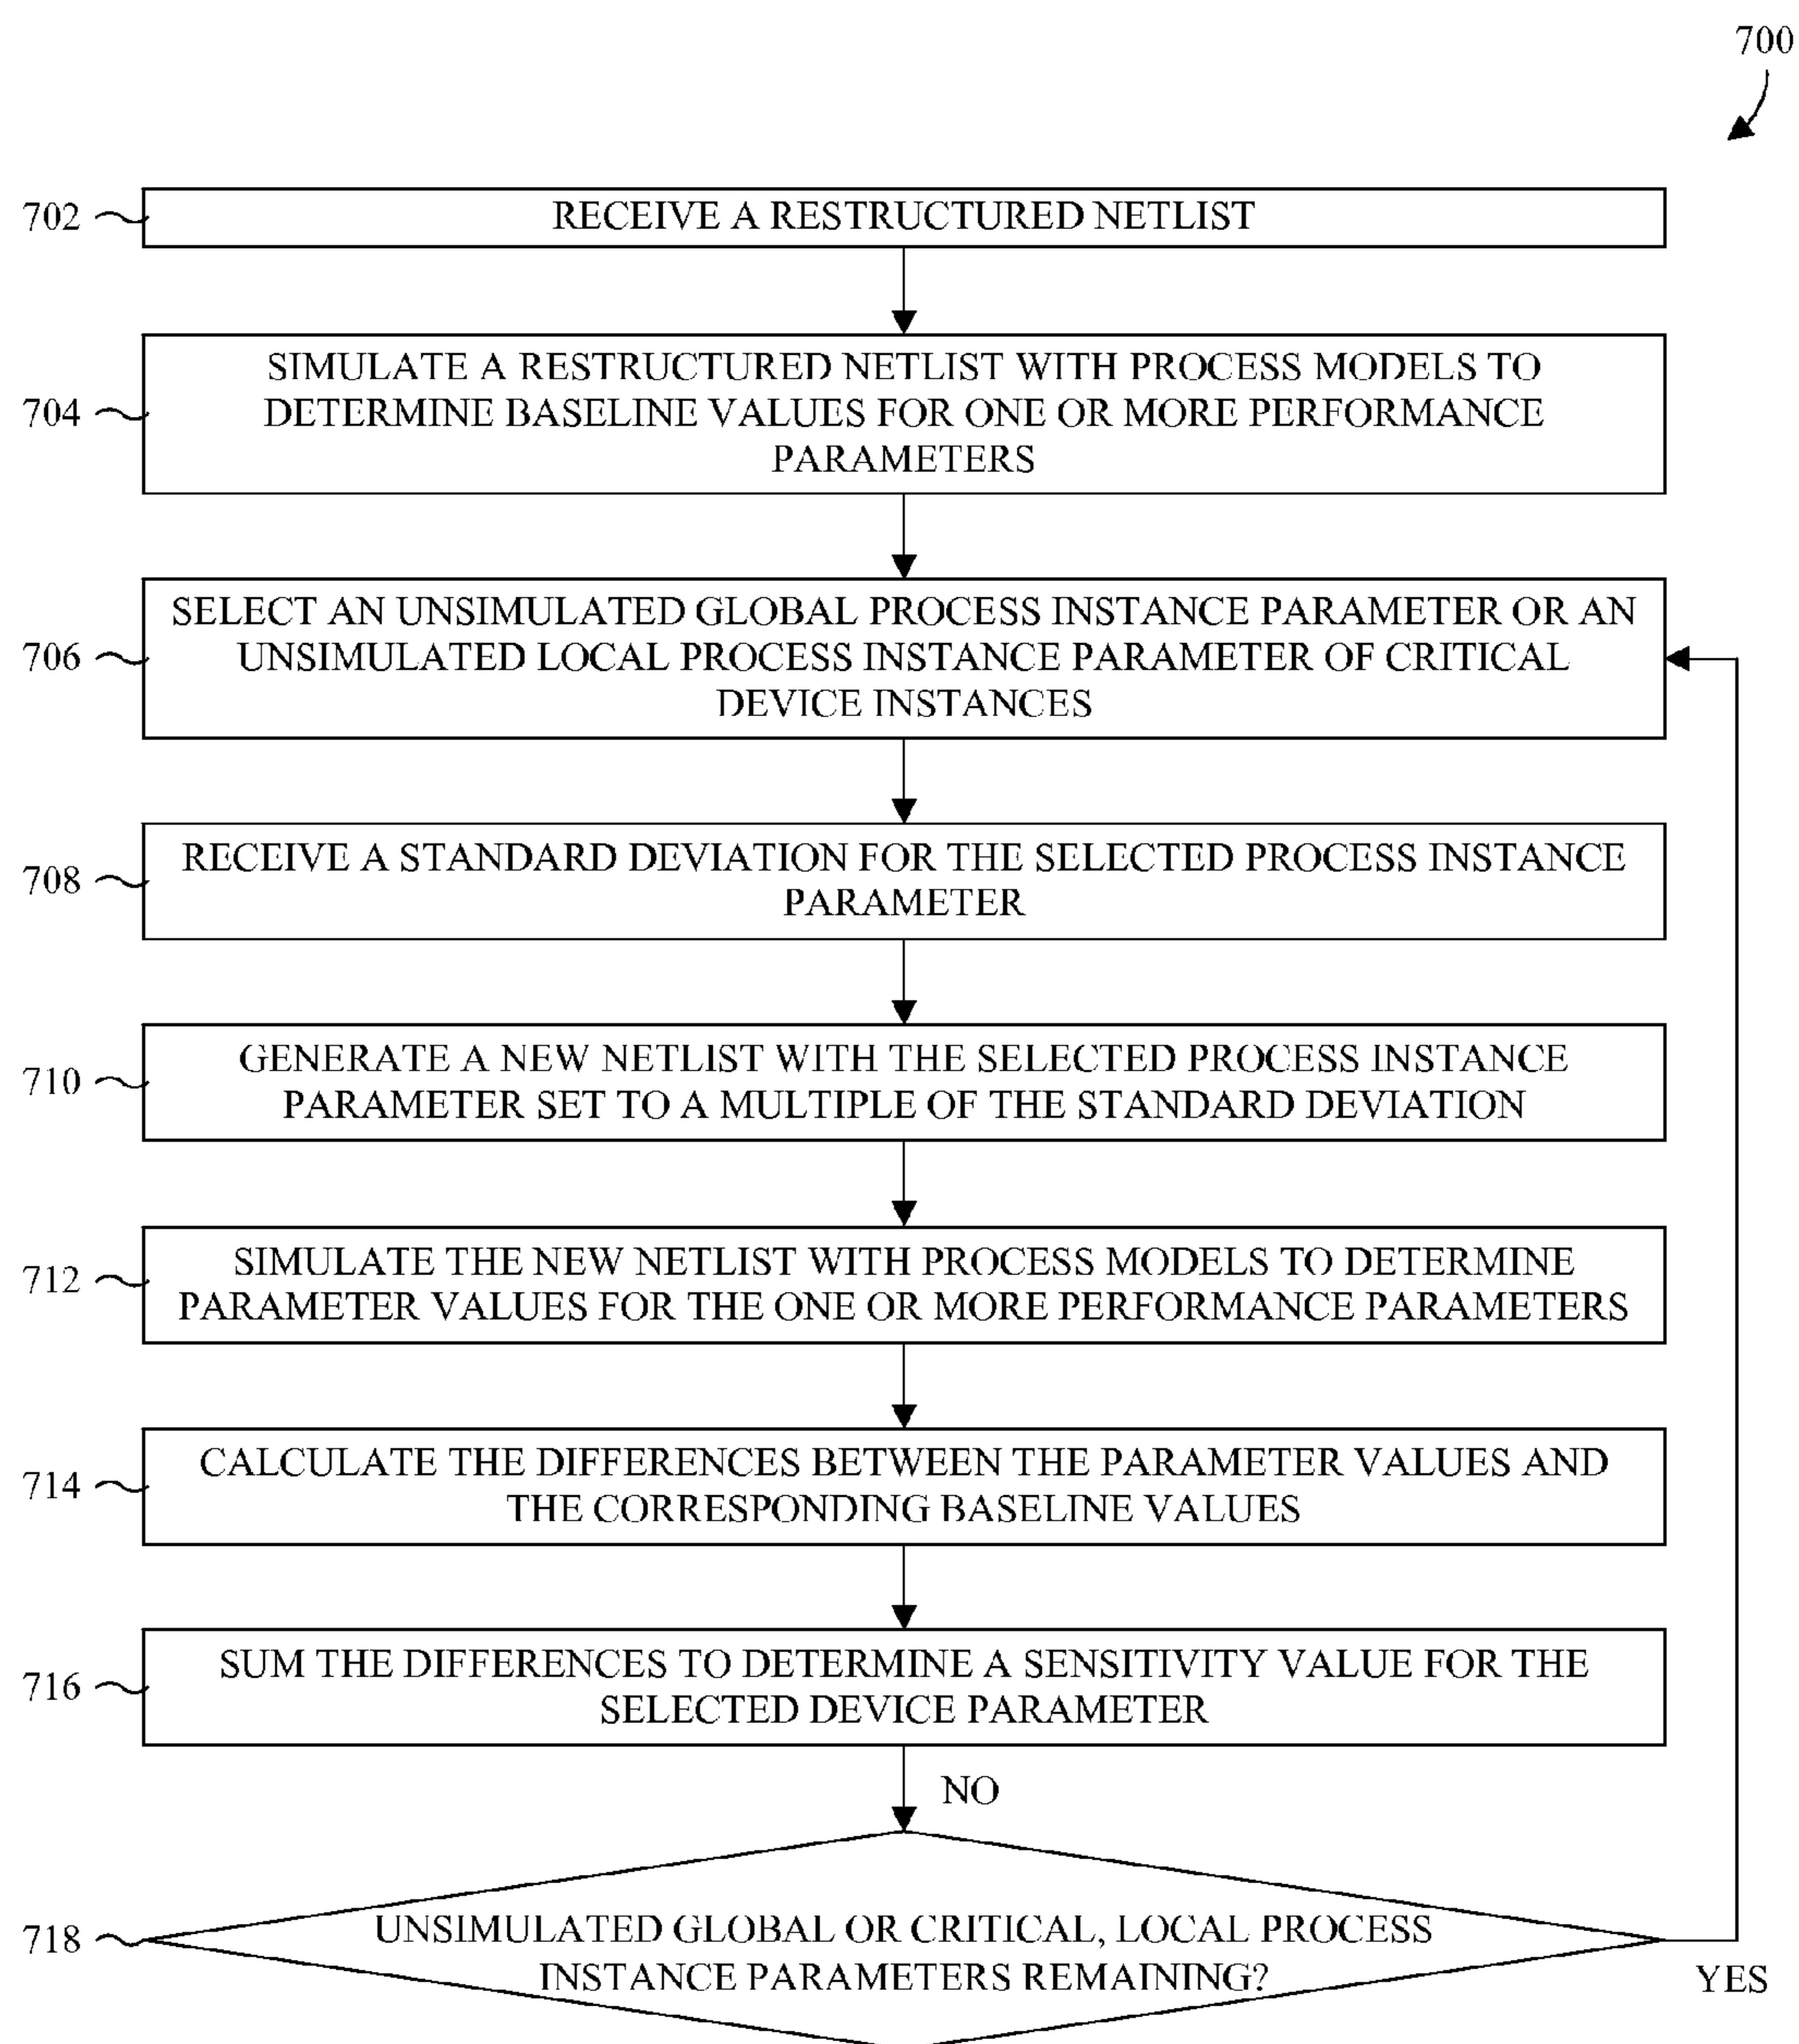 700
702
RECEIVE A RESTRUCTURED NETLIST
704
SIMULATE A RESTRUCTURED NETLIST WITH PROCESS MODELS TO
DETERMINE BASELINE VALUES FOR ONE OR MORE PERFORMANCE
PARAMETERS
706
SELECT AN UNSIMULATED GLOBAL PROCESS INSTANCE PARAMETER OR AN
UNSIMULATED LOCAL PROCESS INSTANCE PARAMETER OF CRITICAL
DEVICE INSTANCES
708
RECEIVE A STANDARD DEVIATION FOR THE SELECTED PROCESS INSTANCE
PARAMETER
710
GENERATE A NEW NETLIST WITH THE SELECTED PROCESS INSTANCE
PARAMETER SET TO A MULTIPLE OF THE STANDARD DEVIATION
712
SIMULATE THE NEW NETLIST WITH PROCESS MODELS TO DETERMINE
PARAMETER VALUES FOR THE ONE OR MORE PERFORMANCE PARAMETERS
714
CALCULATE THE DIFFERENCES BETWEEN THE PARAMETER VALUES AND
THE CORRESPONDING BASELINE VALUES
716
SUM THE DIFFERENCES TO DETERMINE A SENSITIVITY VALUE FOR THE
SELECTED DEVICE PARAMETER
NO
718
UNSIMULATED GLOBAL OR CRITICAL, LOCAL PROCESS
INSTANCE PARAMETERS REMAINING?
YES